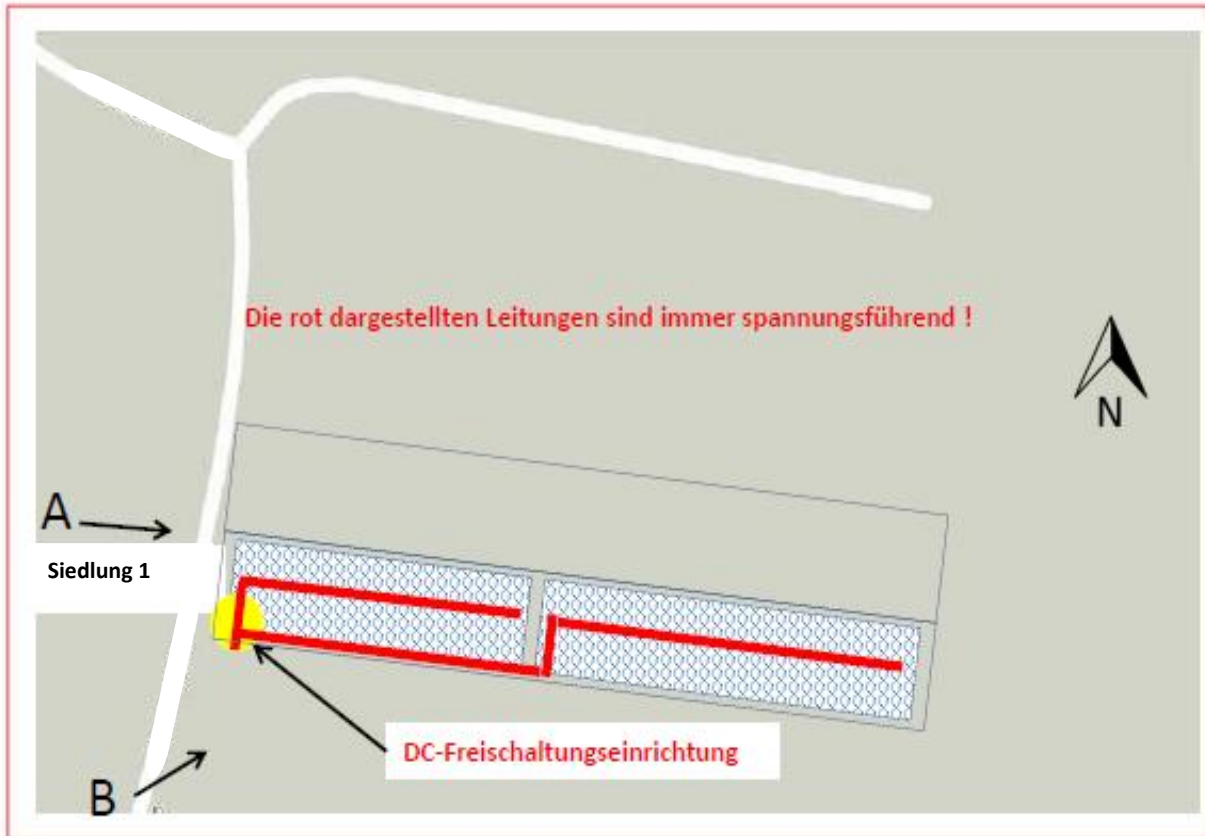 Die rot dargestellten Leitungen sind immer spannungsführend !
N
A
Siedlung 1
DC-Freischaltungseinrichtung
B